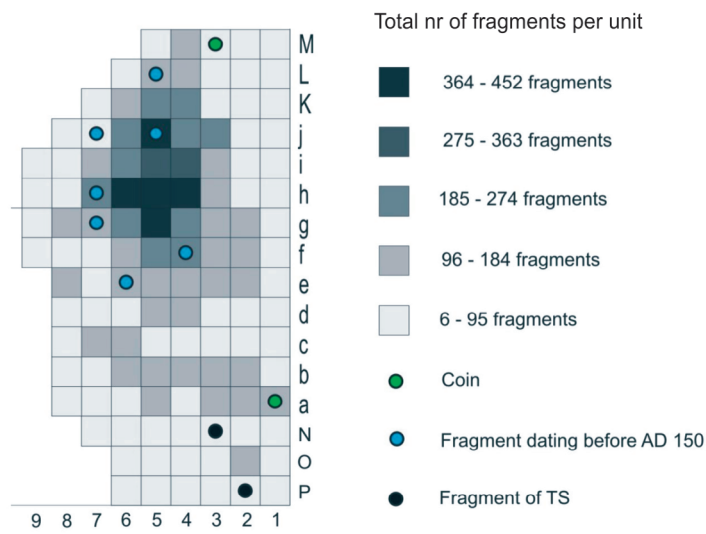 Total nr of fragments per unit
M
L
K
j
i
h
g
f
e
d
c
b
a
N
O
P
9 8 7 6 5 4 3 2 1
364 - 452 fragments
275 - 363 fragments
185 - 274 fragments
96 - 184 fragments
6 - 95 fragments
Coin
Fragment dating before AD 150
Fragment of TS